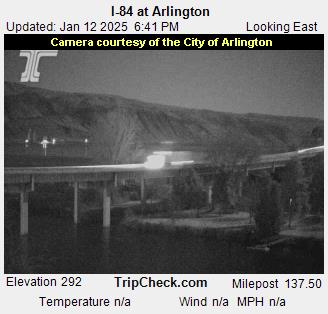 I-84 at Arlington
Updated: Jan 12 2025 6:41 PM Looking East
Camera courtesy of the City of Arlington
Elevation 292 TripCheck.com Milepost 137.50
Temperature n/a Wind n/a MPH n/a